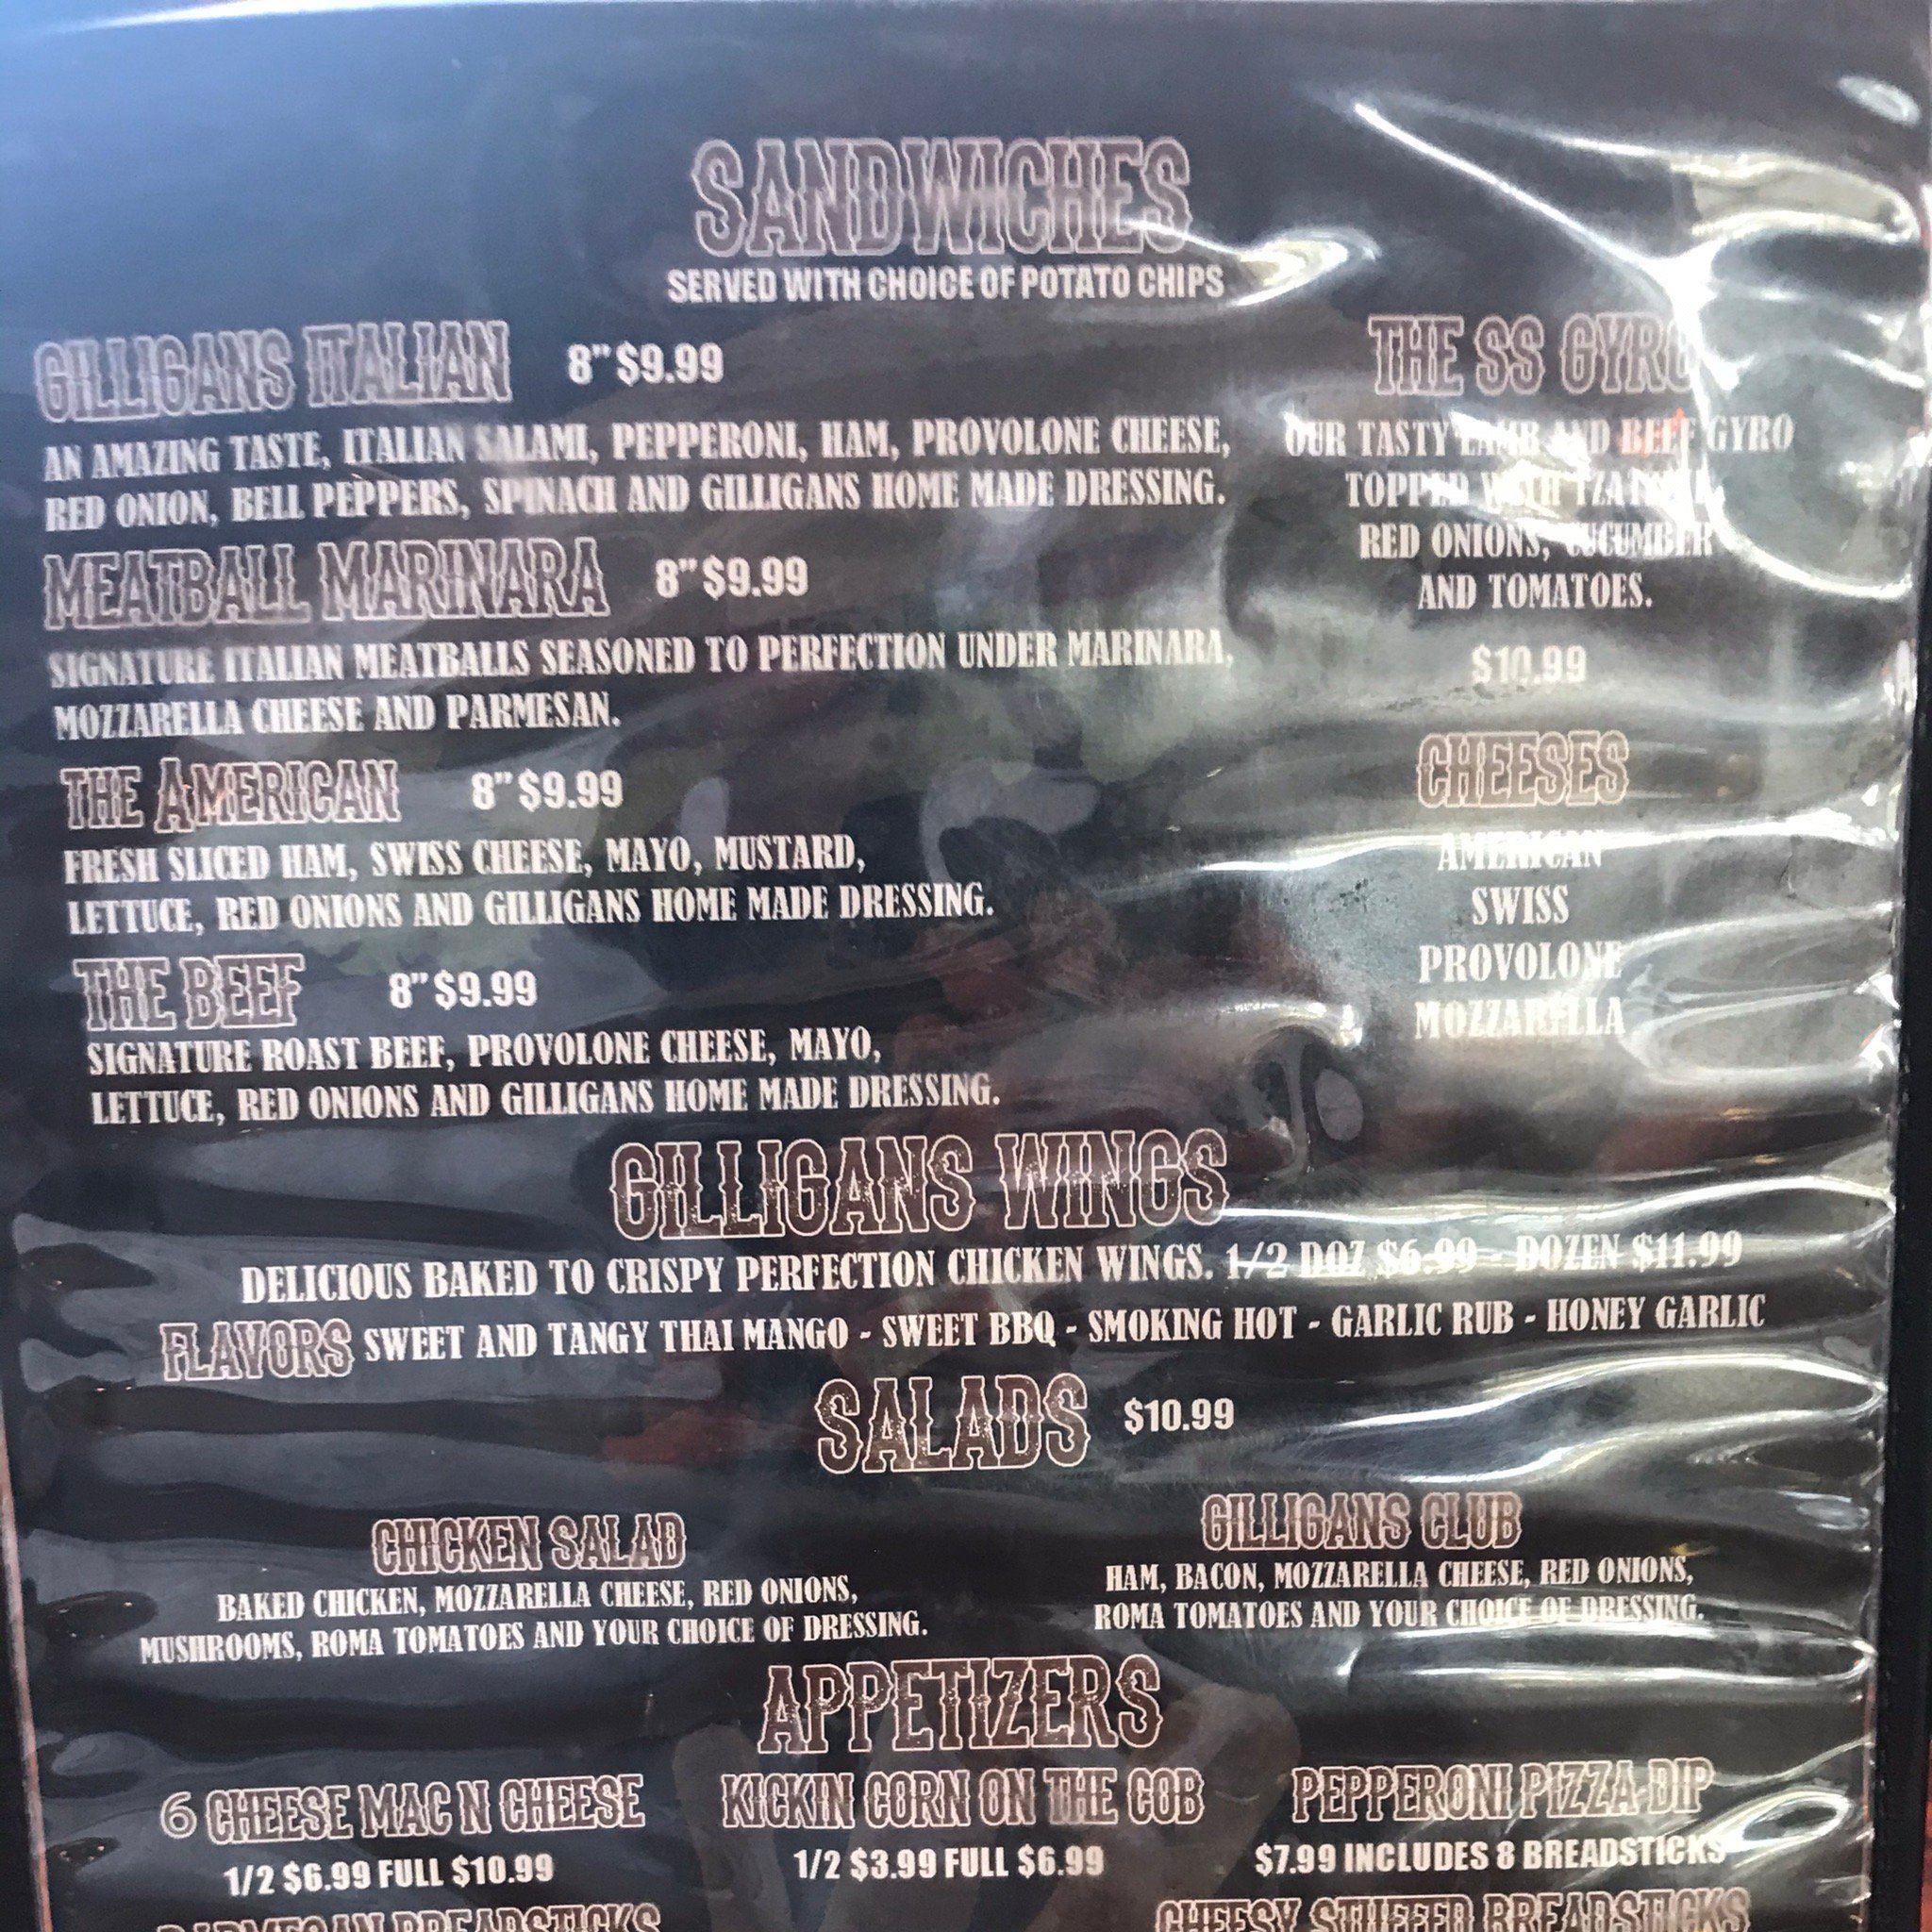 SANDWICHES
SERVED WITH CHOICE OF POTATO CHIPS
GILLIGANS ITALIAN 8" $9.99
AN AMAZING TASTE, ITALIAN SALAMI, PEPPERONI, HAM, PROVOLONE CHEESE,
RED ONION, BELL PEPPERS, SPINACH AND GILLIGANS HOME MADE DRESSING.
MEATBALL MARINARA 8" $9.99
SIGNATURE ITALIAN MEATBALLS SEASONED TO PERFECTION UNDER MARINARA,
MOZZARELLA CHEESE AND PARMESAN.
THE AMERICAN 8" $9.99
FRESH SLICED HAM, SWISS CHEESE, MAYO, MUSTARD,
LETTUCE, RED ONIONS AND GILLIGANS HOME MADE DRESSING.
THE BEEF 8" $9.99
SIGNATURE ROAST BEEF, PROVOLONE CHEESE, MAYO,
LETTUCE, RED ONIONS AND GILLIGANS HOME MADE DRESSING.
THE SS GYRO
OUR TASTY LAMB AND BEEF GYRO
TOPPED WITH TZATZIKI,
RED ONIONS, CUCUMBER
AND TOMATOES.
$10.99
CHEESES
AMERICAN
SWISS
PROVOLONE
MOZZARELLA
GILLIGANS WINGS
DELICIOUS BAKED TO CRISPY PERFECTION CHICKEN WINGS. 1/2 DOZ $6.99 - DOZEN $11.99
FLAVORS SWEET AND TANGY THAI MANGO - SWEET BBQ - SMOKING HOT - GARLIC RUB - HONEY GARLIC
SALADS $10.99
CHICKEN SALAD
BAKED CHICKEN, MOZZARELLA CHEESE, RED ONIONS,
MUSHROOMS, ROMA TOMATOES AND YOUR CHOICE OF DRESSING.
GILLIGANS CLUB
HAM, BACON, MOZZARELLA CHEESE, RED ONIONS,
ROMA TOMATOES AND YOUR CHOICE OF DRESSING.
APPETIZERS
6 CHEESE MAC N CHEESE
1/2 $6.99 FULL $10.99
KICKIN CORN ON THE COB
1/2 $3.99 FULL $6.99
PEPPERONI PIZZA DIP
$7.99 INCLUDES 8 BREADSTICKS
PARMESAN BREADSTICKS
CHEESY STUFFED BREADSTICKS